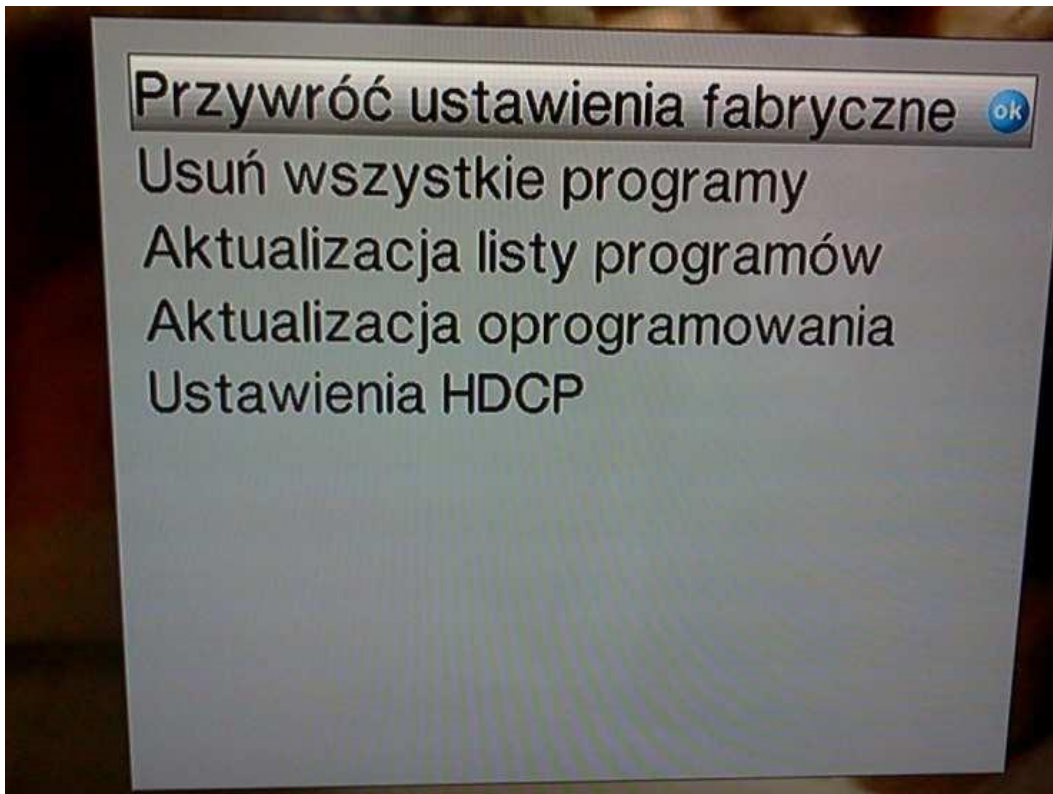 Przywróć ustawienia fabryczne ok
Usuń wszystkie programy
Aktualizacja listy programów
Aktualizacja oprogramowania
Ustawienia HDCP